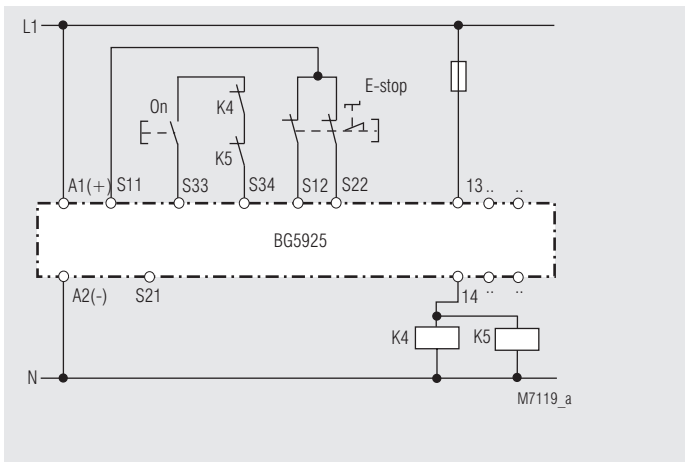 L1
E-stop
On
K4
K5
A1(+) S11 S33 S34 S12 S22 13 .. ..
BG5925
A2(-) S21 14 .. ..
K4 K5
N
M7119_a